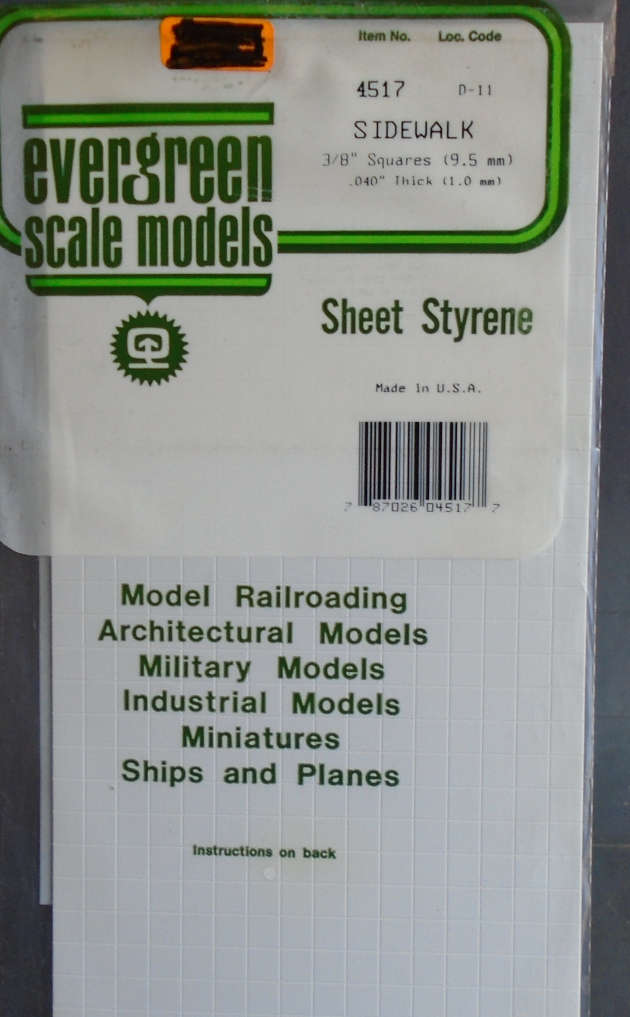 Item No. Loc. Code
4517 D-11
SIDEWALK
3/8" Squares (9.5 mm)
.040" Thick (1.0 mm)
evergreen
scale models
Sheet Styrene
Made in U.S.A.
7 87026 04517 7
Model Railroading
Architectural Models
Military Models
Industrial Models
Miniatures
Ships and Planes
Instructions on back